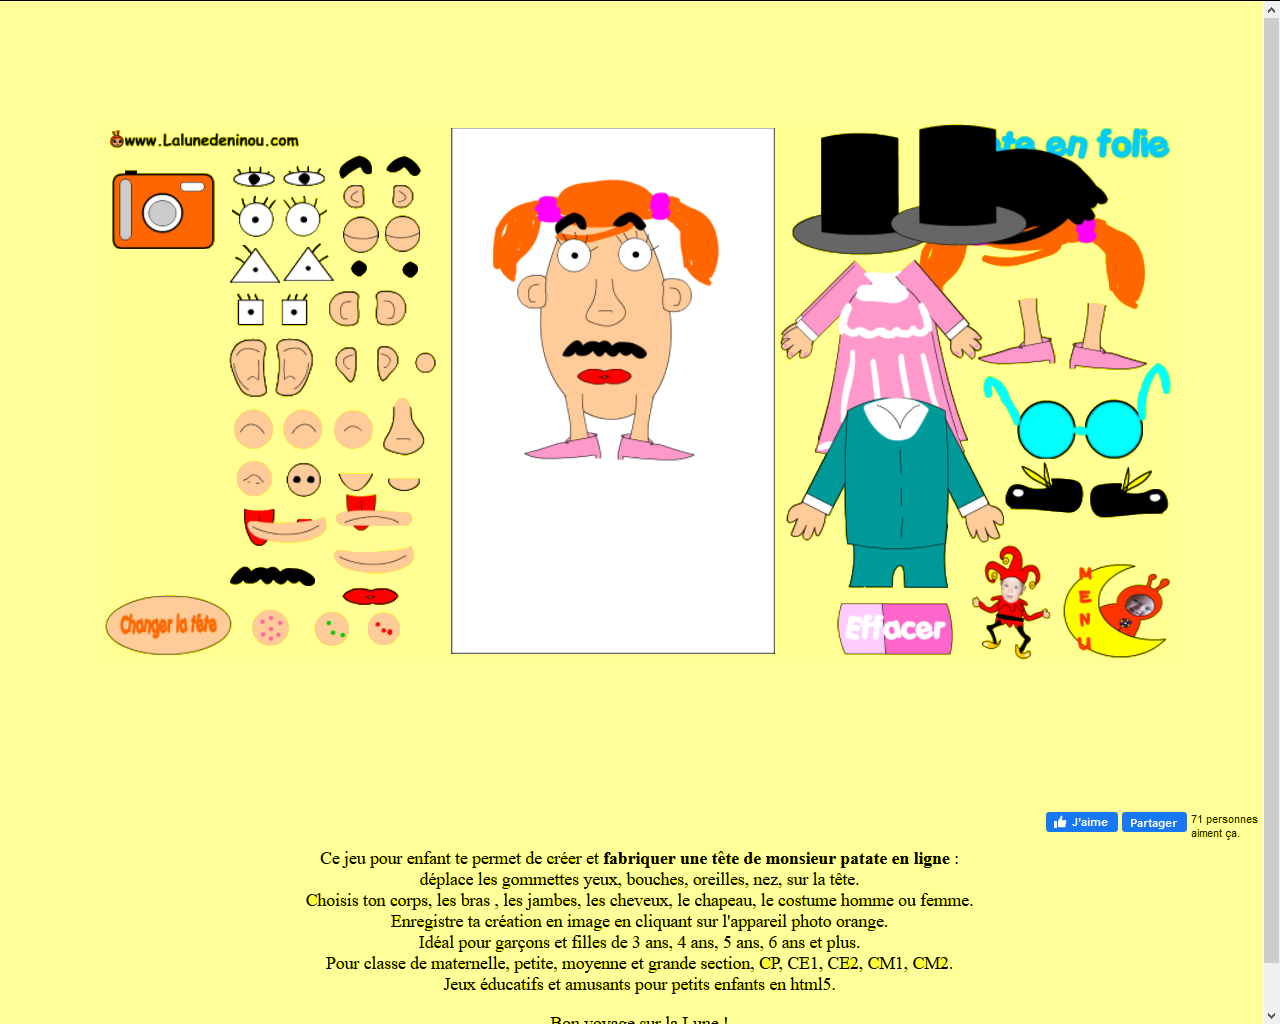 www.Lalunedeninou.com
te en folie
Changer la tête
Effacer
MENU
J'aime
Partager
71 personnes
aiment ça.
Ce jeu pour enfant te permet de créer et fabriquer une tête de monsieur patate en ligne :
déplace les gommettes yeux, bouches, oreilles, nez, sur la tête.
Choisis ton corps, les bras , les jambes, les cheveux, le chapeau, le costume homme ou femme.
Enregistre ta création en image en cliquant sur l'appareil photo orange.
Idéal pour garçons et filles de 3 ans, 4 ans, 5 ans, 6 ans et plus.
Pour classe de maternelle, petite, moyenne et grande section, CP, CE1, CE2, CM1, CM2.
Jeux éducatifs et amusants pour petits enfants en html5.
Bon voyage sur la Lune !